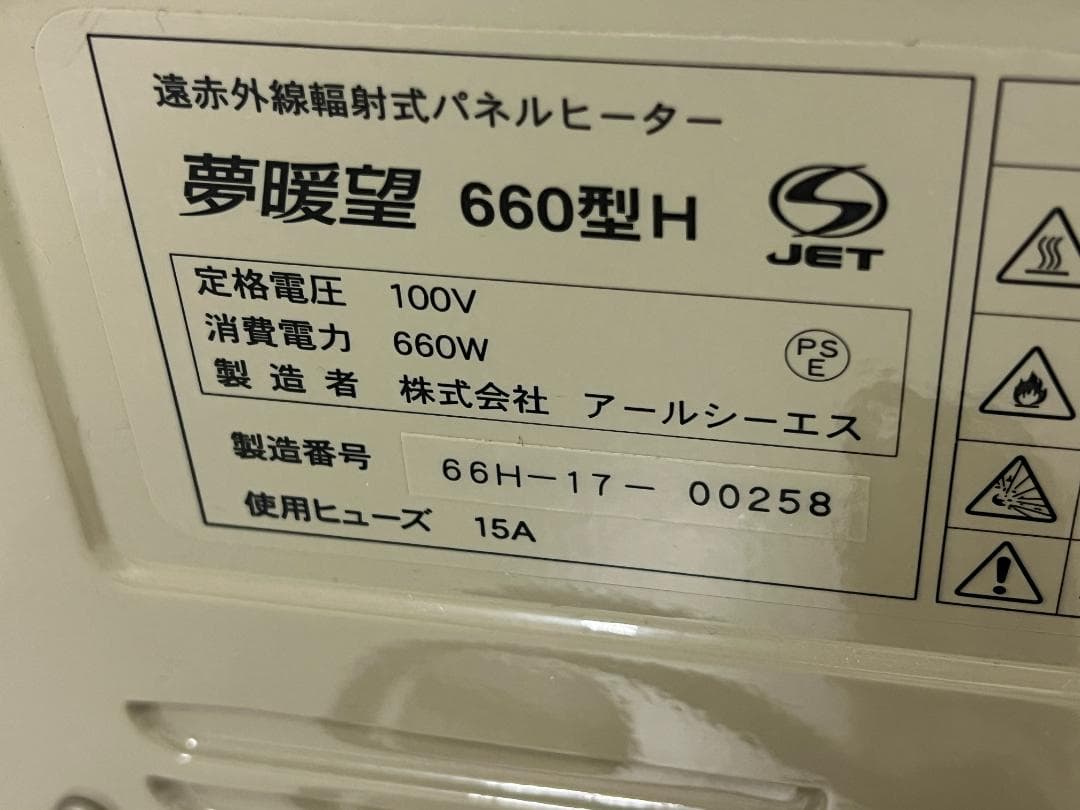 遠赤外線輻射式パネルヒーター
夢暖望 660型H
JET
定格電圧 100V
消費電力 660W
PS
E
製造者 株式会社 アールシーエス
製造番号 66H-17- 00258
使用ヒューズ 15A